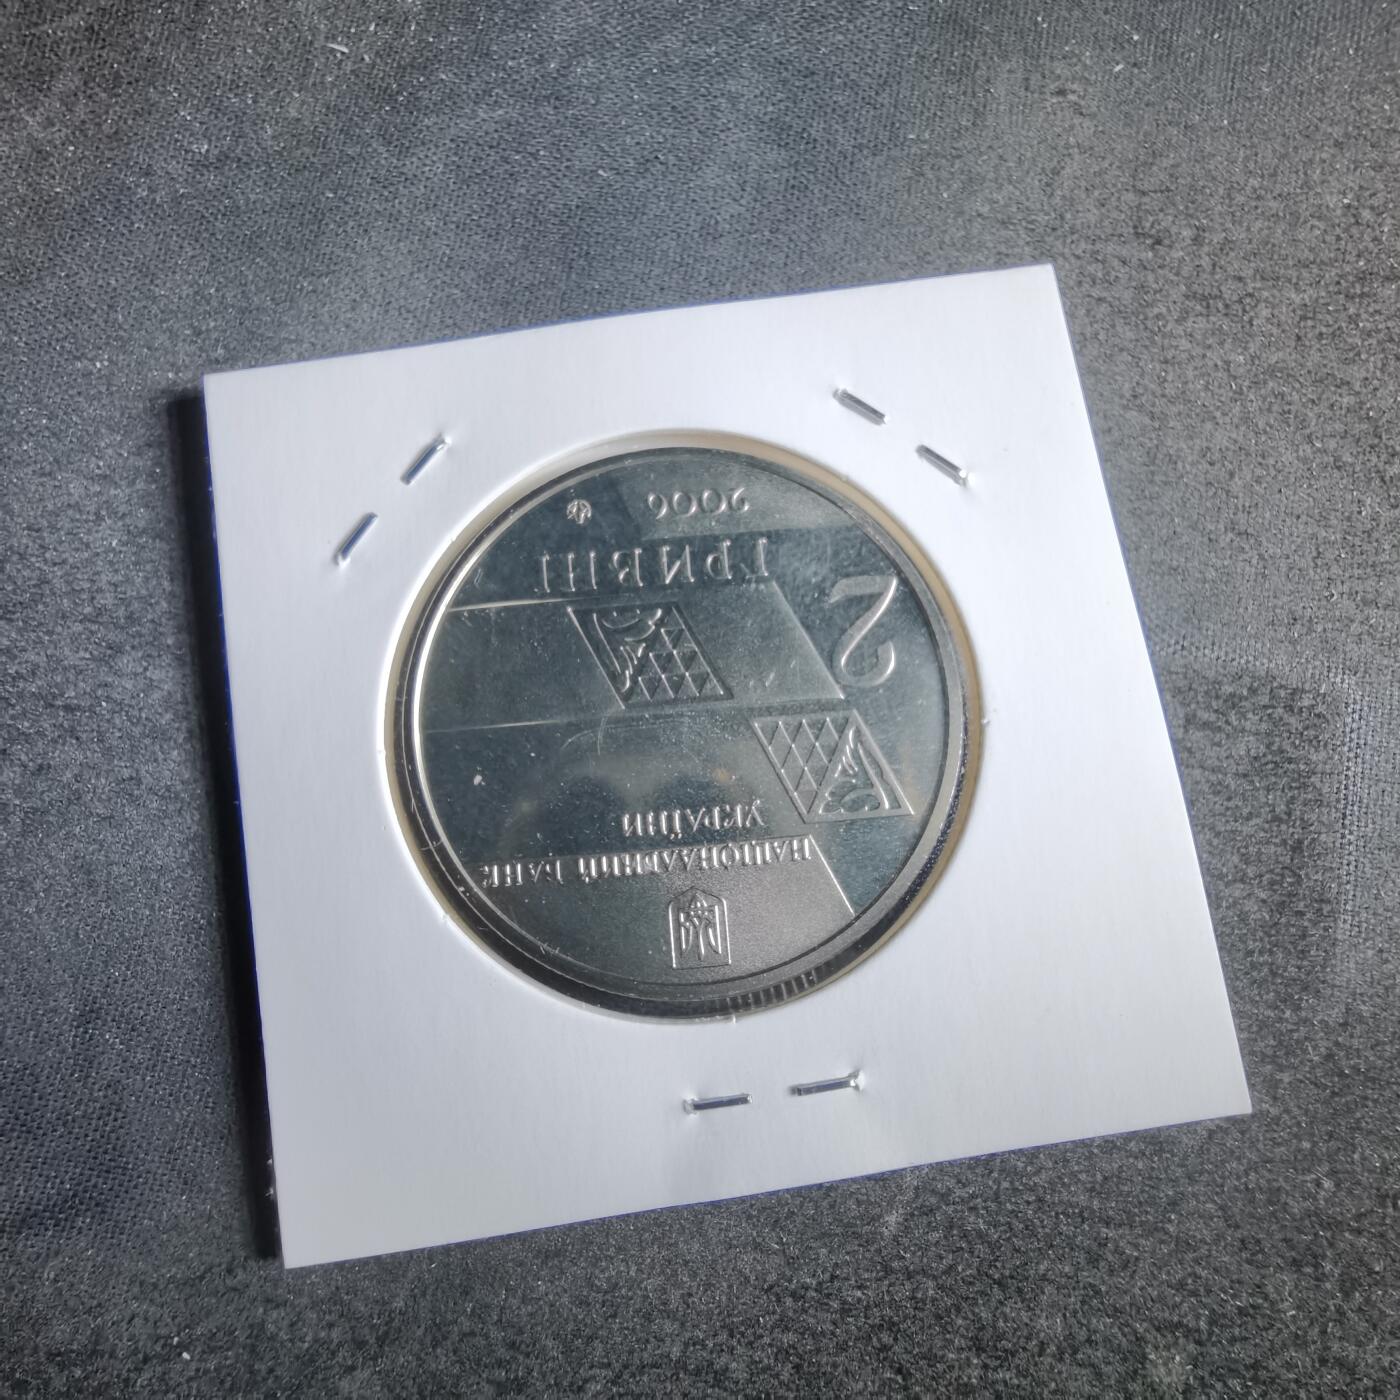 НАЦІОНАЛЬНИЙ БАНК
УКРАЇНИ
2
ГРИВНІ
2006